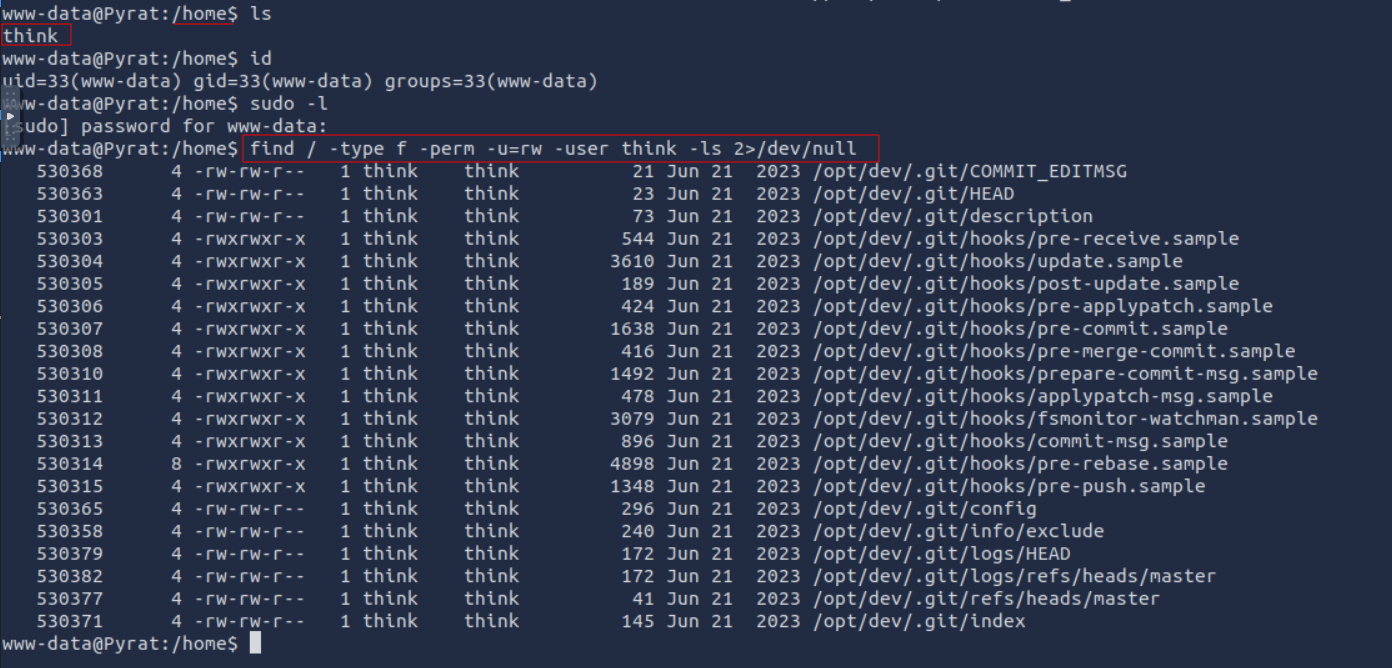 www-data@Pyrat:/home$ ls
think
www-data@Pyrat:/home$ id
uid=33(www-data) gid=33(www-data) groups=33(www-data)
www-data@Pyrat:/home$ sudo -l
[sudo] password for www-data:
www-data@Pyrat:/home$ find / -type f -perm -u=rw -user think -ls 2>/dev/null
530368 4 -rw-rw-r-- 1 think think 21 Jun 21 2023 /opt/dev/.git/COMMIT_EDITMSG
530363 4 -rw-rw-r-- 1 think think 23 Jun 21 2023 /opt/dev/.git/HEAD
530301 4 -rw-rw-r-- 1 think think 73 Jun 21 2023 /opt/dev/.git/description
530303 4 -rwxrwxr-x 1 think think 544 Jun 21 2023 /opt/dev/.git/hooks/pre-receive.sample
530304 4 -rwxrwxr-x 1 think think 3610 Jun 21 2023 /opt/dev/.git/hooks/update.sample
530305 4 -rwxrwxr-x 1 think think 189 Jun 21 2023 /opt/dev/.git/hooks/post-update.sample
530306 4 -rwxrwxr-x 1 think think 424 Jun 21 2023 /opt/dev/.git/hooks/pre-applypatch.sample
530307 4 -rwxrwxr-x 1 think think 1638 Jun 21 2023 /opt/dev/.git/hooks/pre-commit.sample
530308 4 -rwxrwxr-x 1 think think 416 Jun 21 2023 /opt/dev/.git/hooks/pre-merge-commit.sample
530310 4 -rwxrwxr-x 1 think think 1492 Jun 21 2023 /opt/dev/.git/hooks/prepare-commit-msg.sample
530311 4 -rwxrwxr-x 1 think think 478 Jun 21 2023 /opt/dev/.git/hooks/applypatch-msg.sample
530312 4 -rwxrwxr-x 1 think think 3079 Jun 21 2023 /opt/dev/.git/hooks/fsmonitor-watchman.sample
530313 4 -rwxrwxr-x 1 think think 896 Jun 21 2023 /opt/dev/.git/hooks/commit-msg.sample
530314 8 -rwxrwxr-x 1 think think 4898 Jun 21 2023 /opt/dev/.git/hooks/pre-rebase.sample
530315 4 -rwxrwxr-x 1 think think 1348 Jun 21 2023 /opt/dev/.git/hooks/pre-push.sample
530365 4 -rw-rw-r-- 1 think think 296 Jun 21 2023 /opt/dev/.git/config
530358 4 -rw-rw-r-- 1 think think 240 Jun 21 2023 /opt/dev/.git/info/exclude
530379 4 -rw-rw-r-- 1 think think 172 Jun 21 2023 /opt/dev/.git/logs/HEAD
530382 4 -rw-rw-r-- 1 think think 172 Jun 21 2023 /opt/dev/.git/logs/refs/heads/master
530377 4 -rw-rw-r-- 1 think think 41 Jun 21 2023 /opt/dev/.git/refs/heads/master
530371 4 -rw-rw-r-- 1 think think 145 Jun 21 2023 /opt/dev/.git/index
www-data@Pyrat:/home$